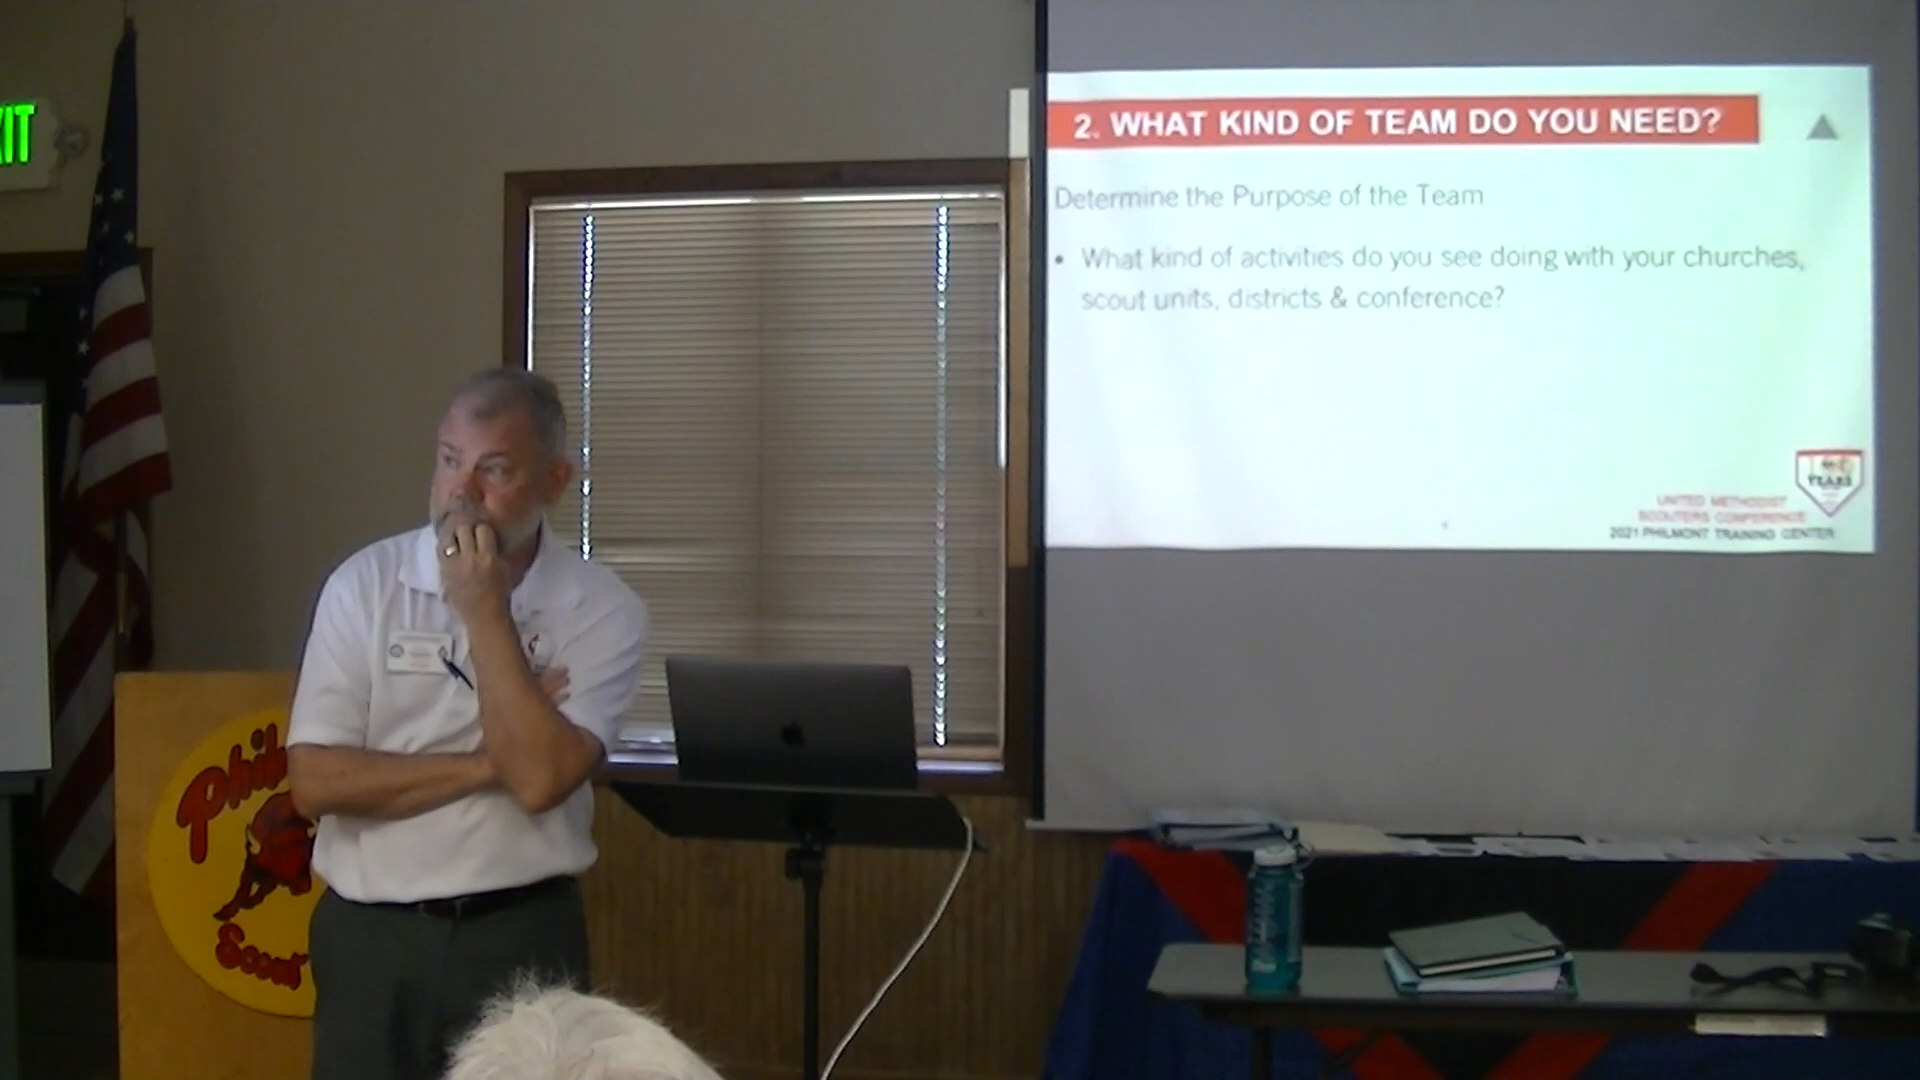 XIT
2. WHAT KIND OF TEAM DO YOU NEED?
Determine the Purpose of the Team
• What kind of activities do you see doing with your churches,
scout units, districts & conference?
YEARS
UNITED METHODIST
SCOUTERS CONFERENCE
2021 PHILMONT TRAINING CENTER
Phil
Scout